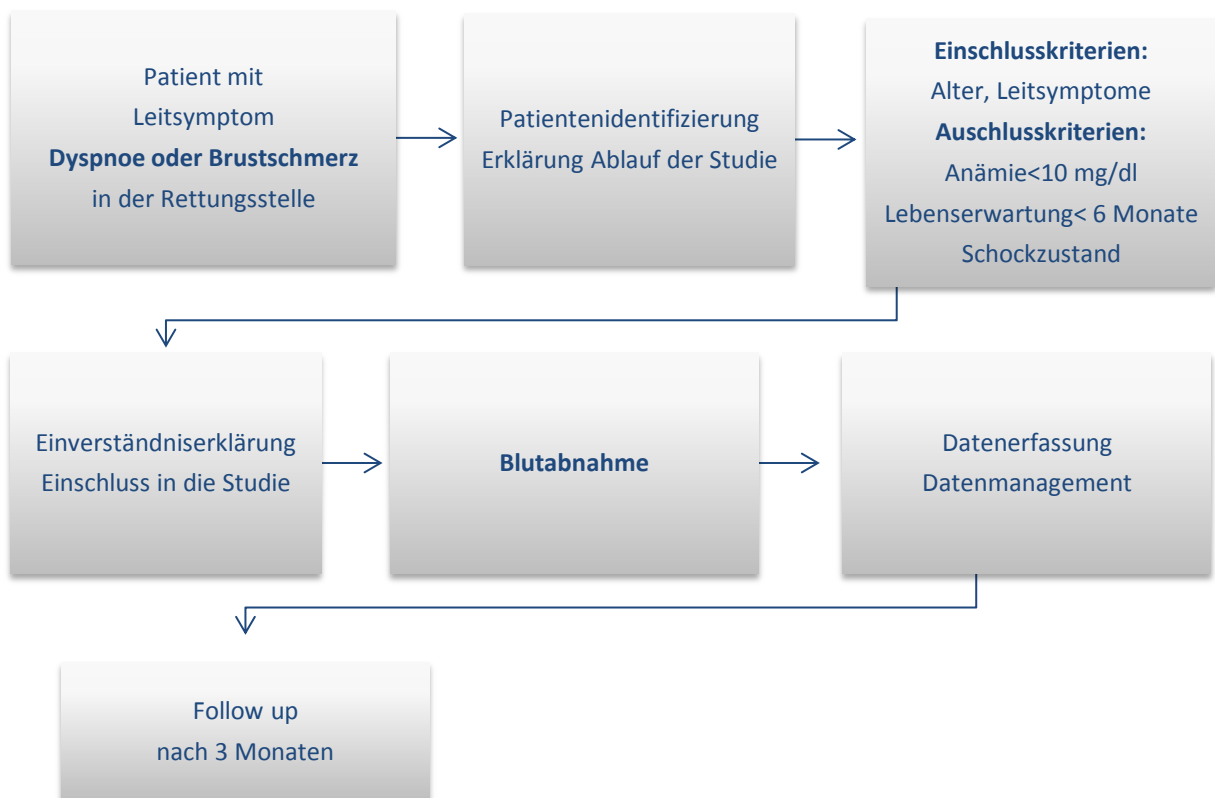 Patient mit
Leitsymptom
Dyspnoe oder Brustschmerz
in der Rettungsstelle
Patientenidentifizierung
Erklärung Ablauf der Studie
Einschlusskriterien:
Alter, Leitsymptome
Auschlusskriterien:
Anämie<10 mg/dl
Lebenserwartung< 6 Monate
Schockzustand
Einverständniserklärung
Einschluss in die Studie
Blutabnahme
Datenerfassung
Datenmanagement
Follow up
nach 3 Monaten